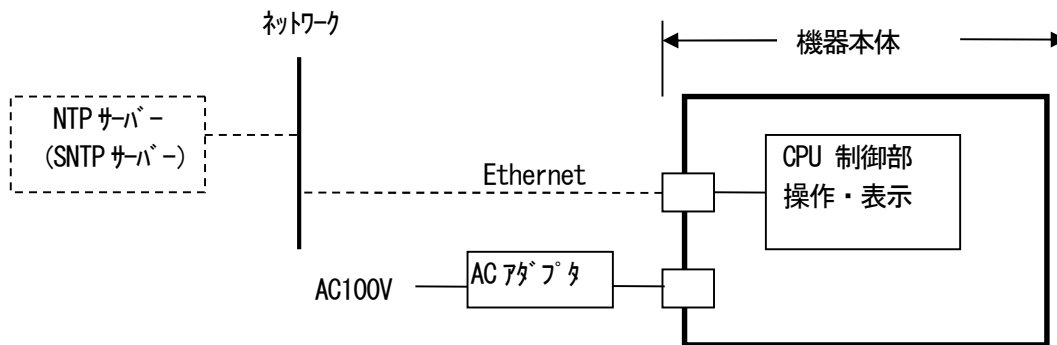 ﾈｯﾄﾜｰｸ
機器本体
NTP ｻｰﾊﾞｰ
(SNTP ｻｰﾊﾞｰ)
CPU 制御部
操作・表示
Ethernet
AC100V
AC ｱﾀﾞﾌﾟﾀ